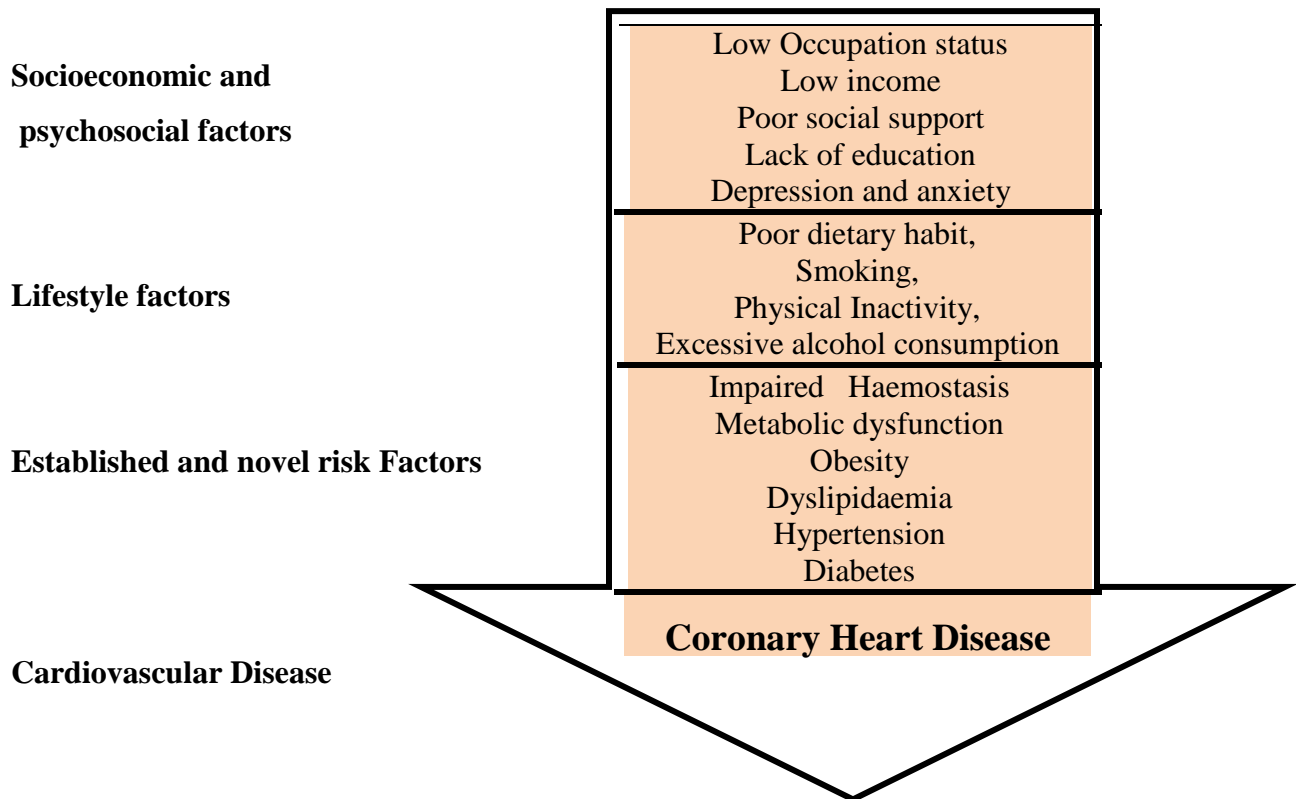 Socioeconomic and
psychosocial factors
Low Occupation status
Low income
Poor social support
Lack of education
Depression and anxiety
Lifestyle factors
Poor dietary habit,
Smoking,
Physical Inactivity,
Excessive alcohol consumption
Established and novel risk Factors
Impaired Haemostasis
Metabolic dysfunction
Obesity
Dyslipidaemia
Hypertension
Diabetes
Cardiovascular Disease
Coronary Heart Disease